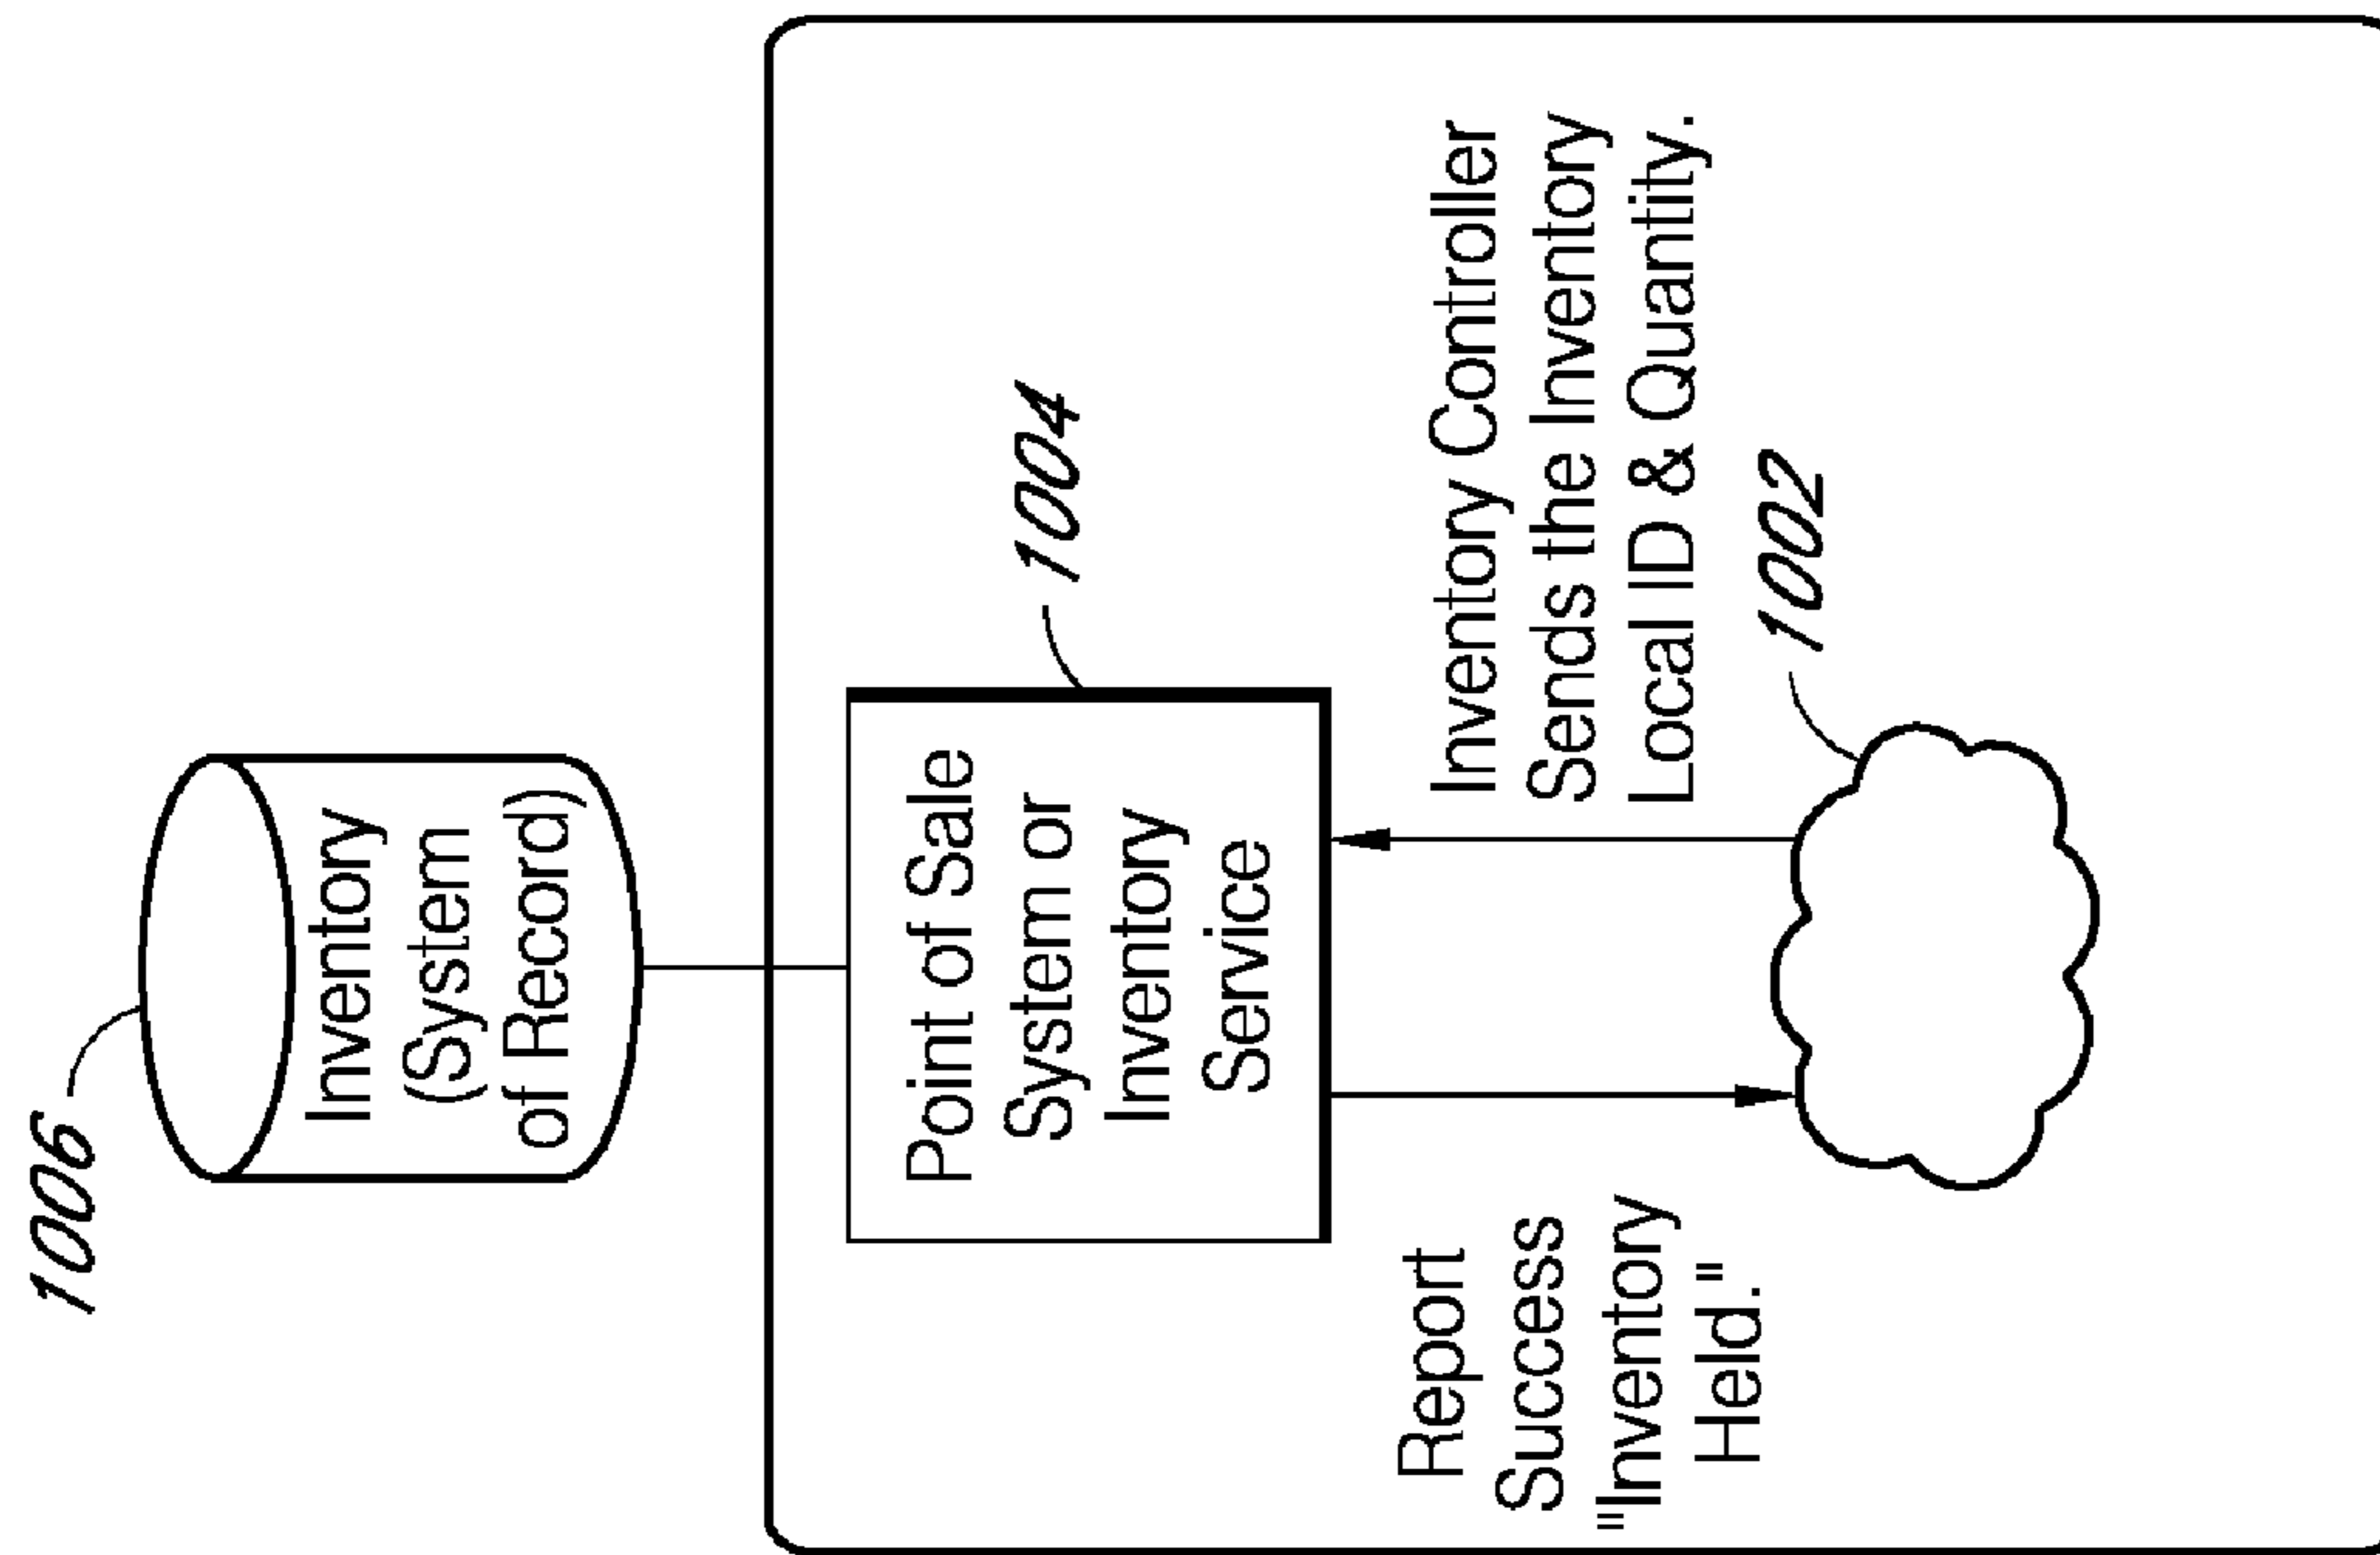 1006
Inventory
(System
of Record)
1004
Point of Sale
System or
Inventory
Service
Inventory Controller
Sends the Inventory
Local ID & Quantity.
Report
Success
"Inventory
Held."
1002